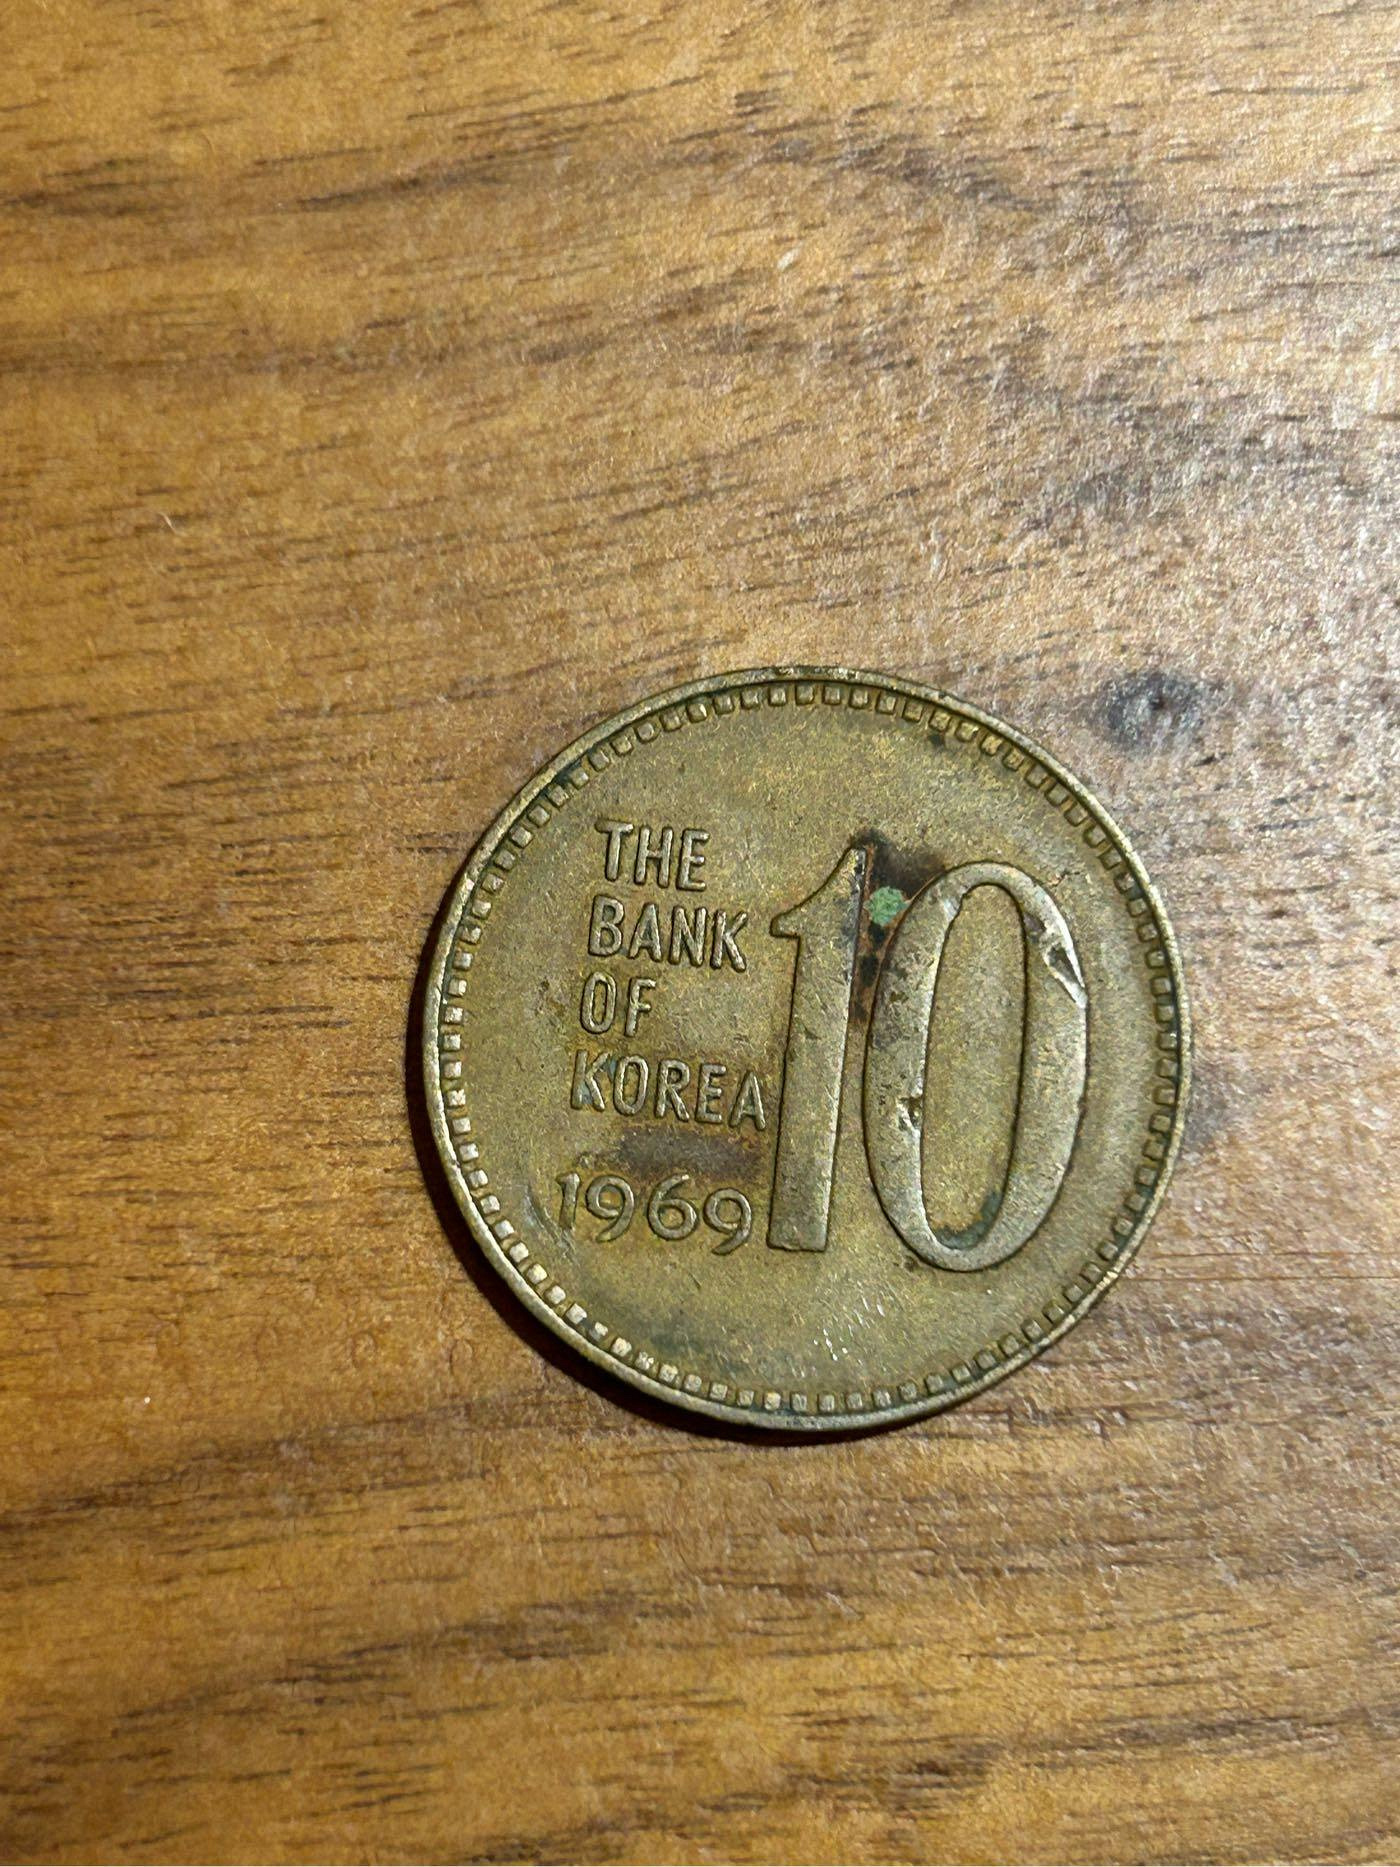 THE
BANK
OF
KOREA
1969
10